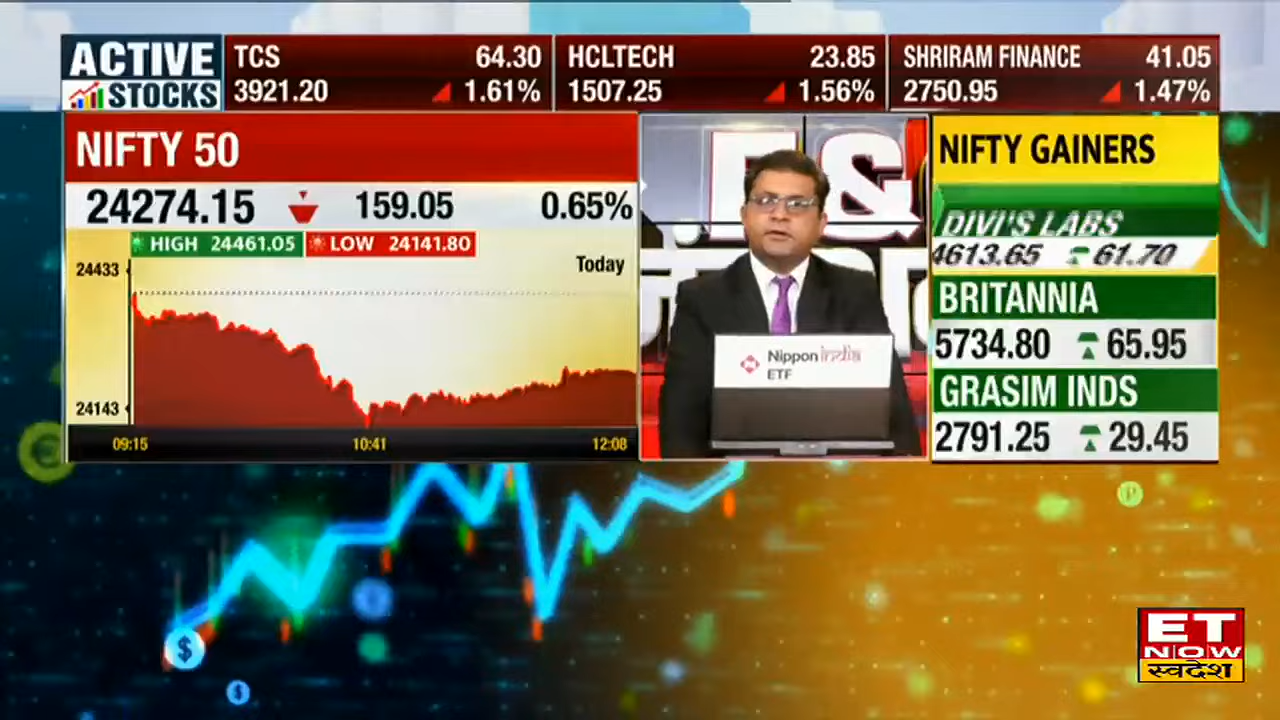 ACTIVE
STOCKS
TCS 64.30
3921.20 1.61%
HCLTECH 23.85
1507.25 1.56%
SHRIRAM FINANCE 41.05
2750.95 1.47%
NIFTY 50
24274.15 159.05 0.65%
HIGH 24461.05 LOW 24141.80
Today
24433
24143
09:15 10:41 12:08
E&
Nippon india
ETF
NIFTY GAINERS
DIVI'S LABS
4613.65 61.70
BRITANNIA
5734.80 65.95
GRASIM INDS
2791.25 29.45
$
$
ET
NOW
स्वदेश